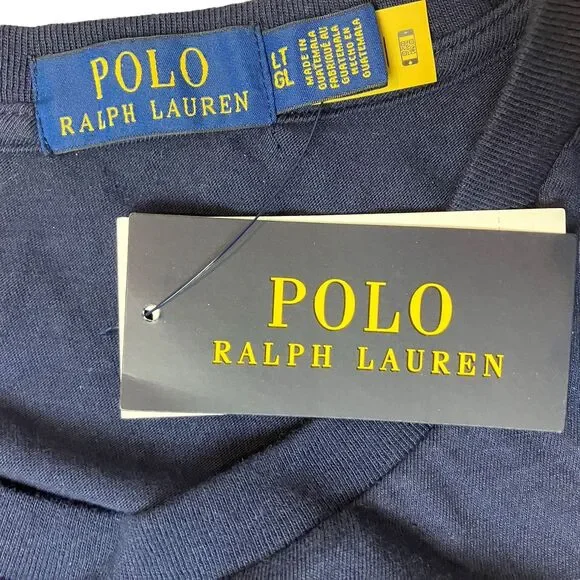 POLO
RALPH LAUREN
LT
GL
MADE IN
GUATEMALA
FABRIQUÉ AU
GUATEMALA
HECHO EN
GUATEMALA
POLO
RALPH LAUREN